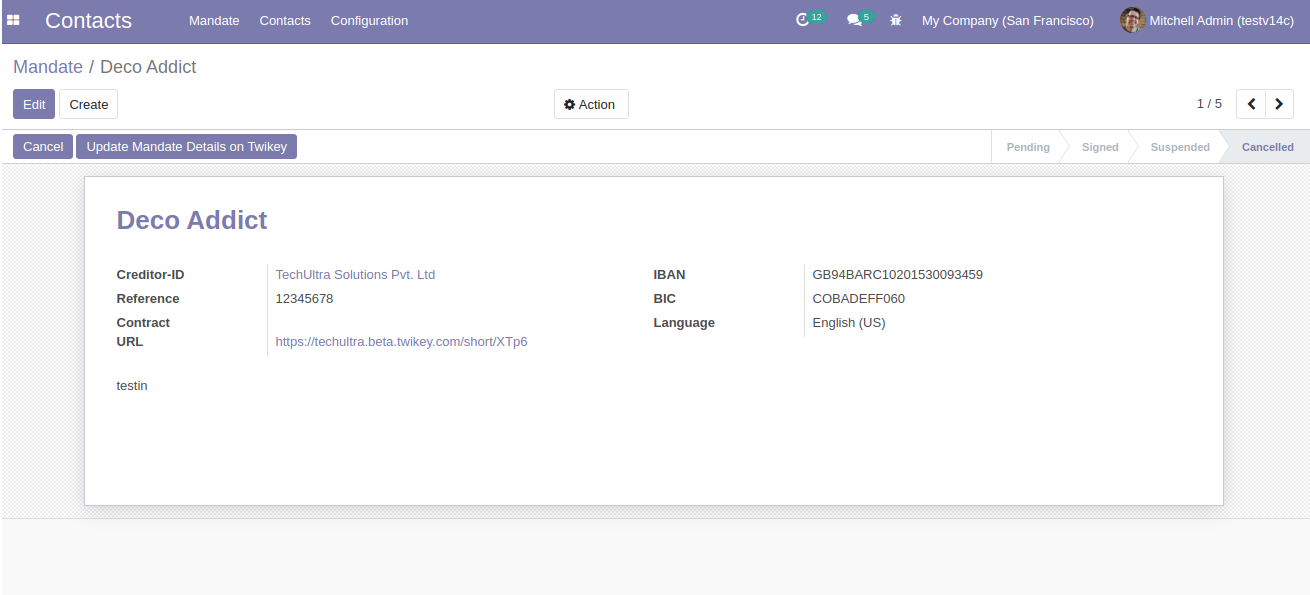 Contacts Mandate Contacts Configuration 12 5 My Company (San Francisco) Mitchell Admin (testv14c)
Mandate / Deco Addict
Edit Create Action 1 / 5
Cancel Update Mandate Details on Twikey Pending Signed Suspended Cancelled
Deco Addict
Creditor-ID TechUltra Solutions Pvt. Ltd IBAN GB94BARC10201530093459
Reference 12345678 BIC COBADEFF060
Contract Language English (US)
URL https://techultra.beta.twikey.com/short/XTp6
testin